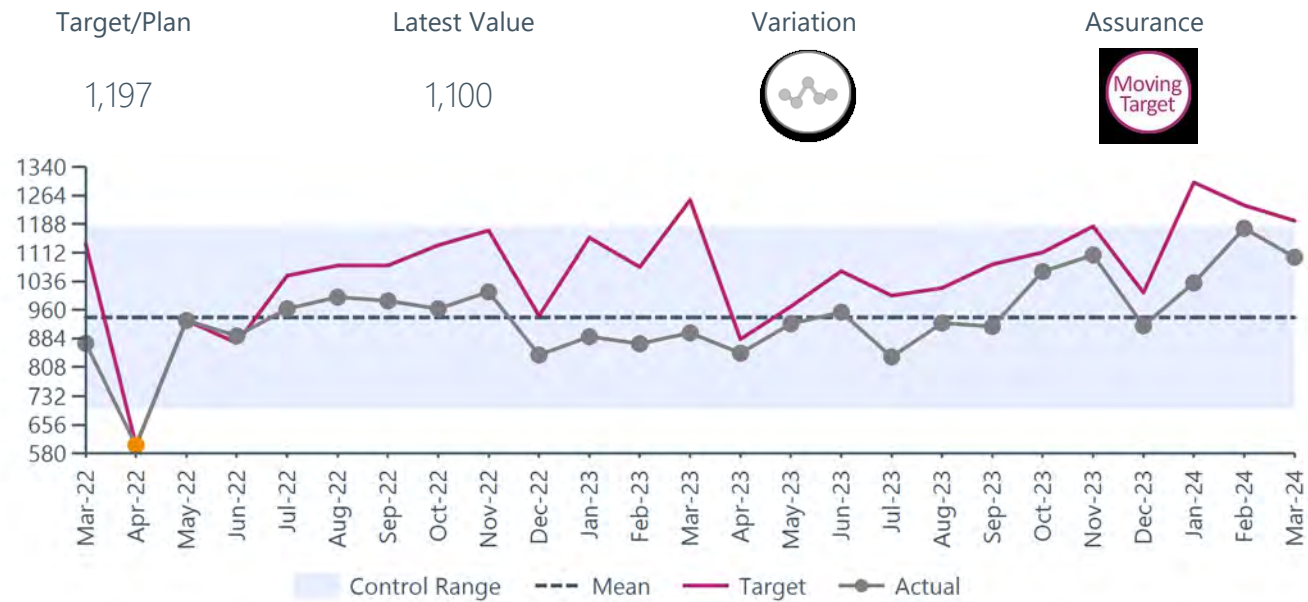 Target/Plan Latest Value Variation Assurance
1,197 1,100
Moving
Target
1340
1264
1188
1112
1036
960
884
808
732
656
580
Mar-22 Apr-22 May-22 Jun-22 Jul-22 Aug-22 Sep-22 Oct-22 Nov-22 Dec-22 Jan-23 Feb-23 Mar-23 Apr-23 May-23 Jun-23 Jul-23 Aug-23 Sep-23 Oct-23 Nov-23 Dec-23 Jan-24 Feb-24 Mar-24
Control Range Mean Target Actual